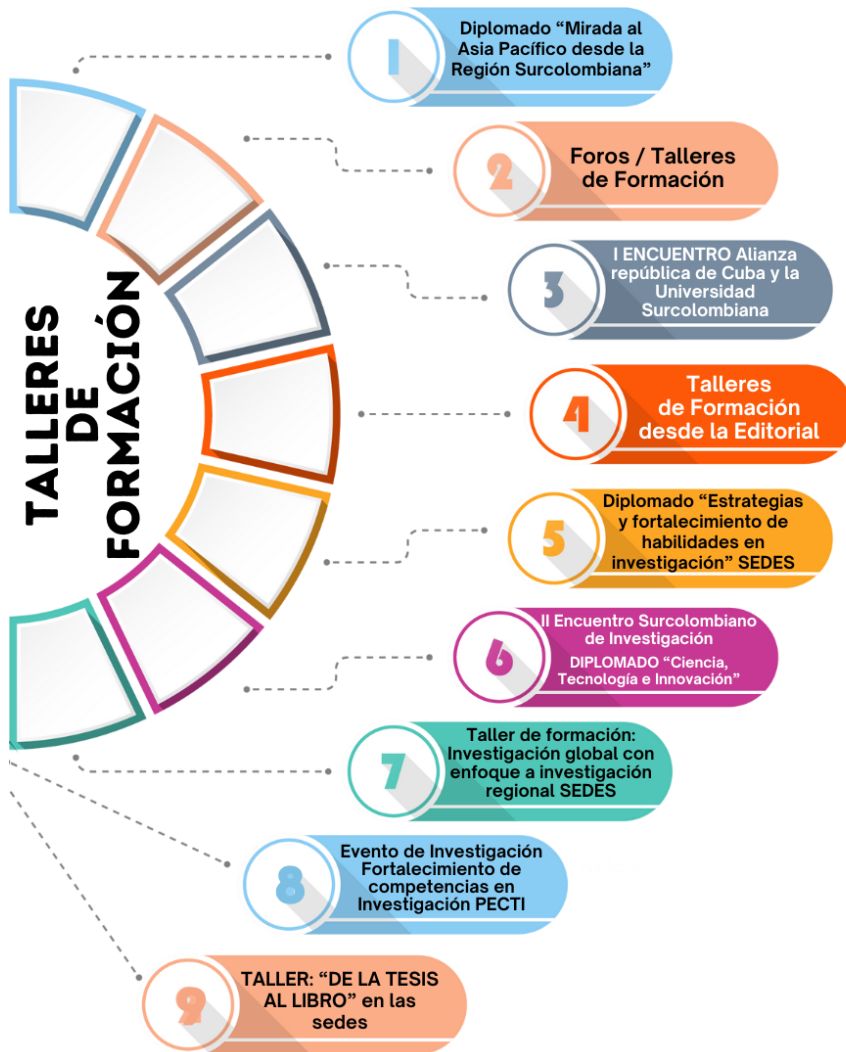 TALLERES
DE
FORMACIÓN
1
Diplomado “Mirada al
Asia Pacífico desde la
Región Surcolombiana”
2
Foros / Talleres
de Formación
3
I ENCUENTRO Alianza
república de Cuba y la
Universidad
Surcolombiana
4
Talleres
de Formación
desde la Editorial
5
Diplomado “Estrategias
y fortalecimiento de
habilidades en
investigación” SEDES
6
II Encuentro Surcolombiano
de Investigación
DIPLOMADO “Ciencia,
Tecnología e Innovación”
7
Taller de formación:
Investigación global con
enfoque a investigación
regional SEDES
8
Evento de Investigación
Fortalecimiento de
competencias en
Investigación PECTI
9
TALLER: “DE LA TESIS
AL LIBRO” en las
sedes